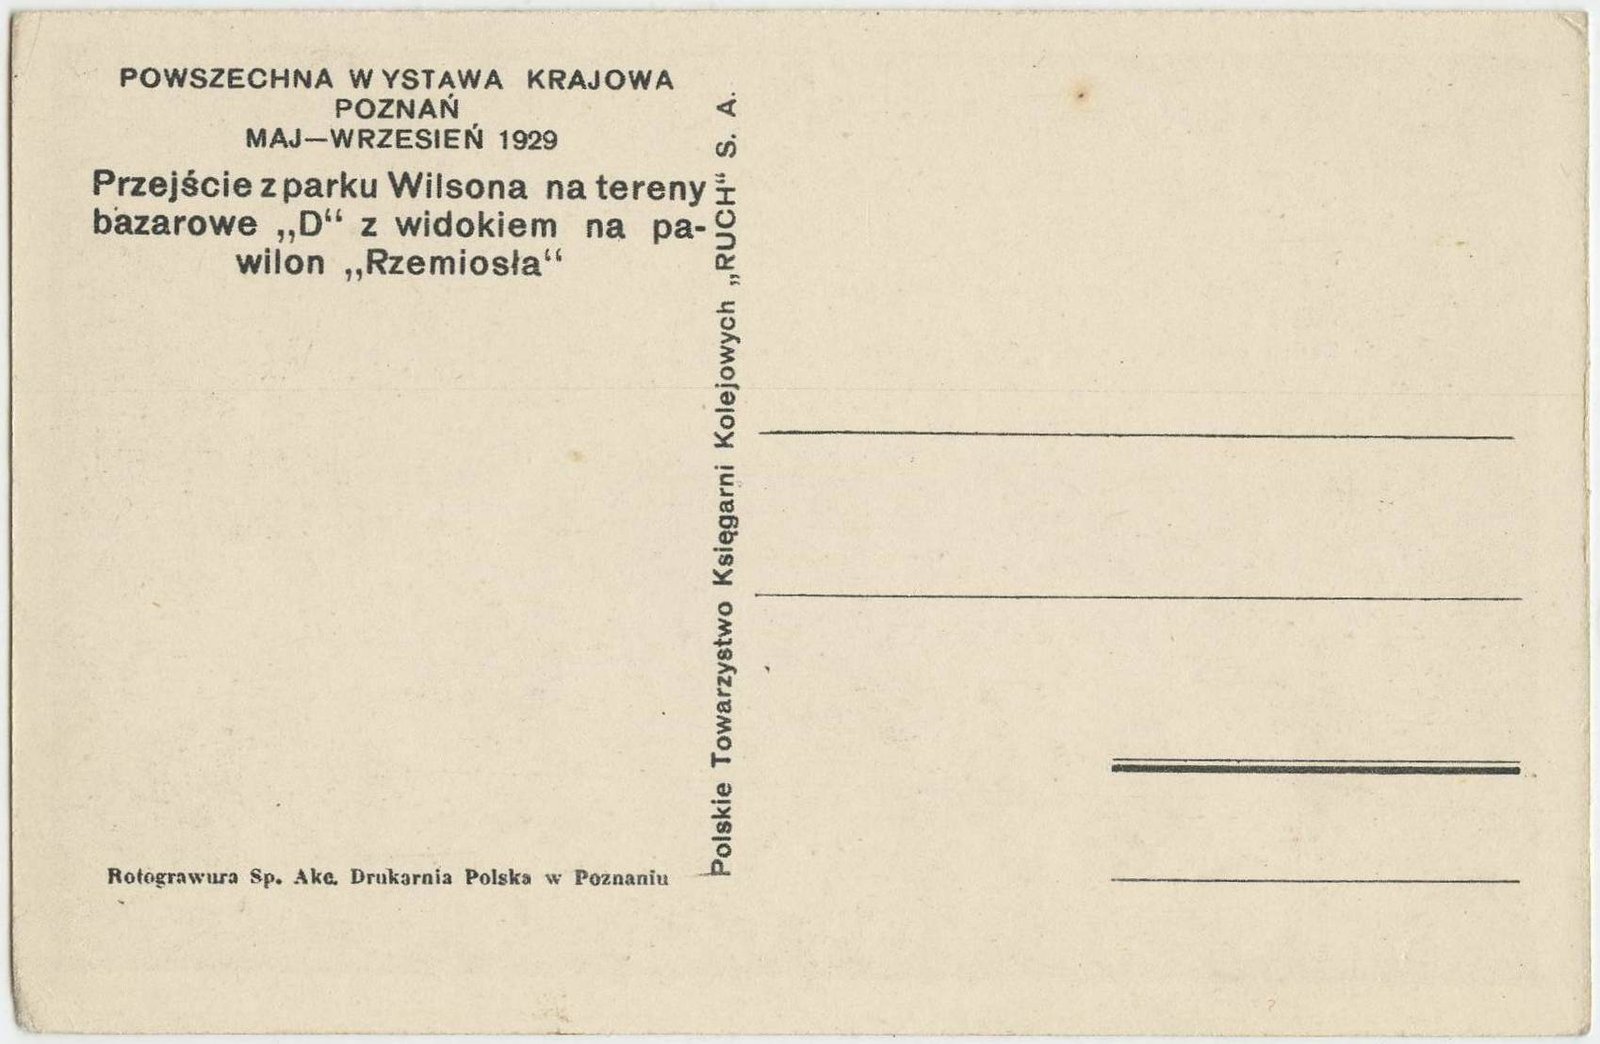 POWSZECHNA WYSTAWA KRAJOWA
POZNAŃ
MAJ—WRZESIEŃ 1929
Przejście z parku Wilsona na tereny
bazarowe „D“ z widokiem na pa-
wilon „Rzemiosła“
Rotograwura Sp. Akc. Drukarnia Polska w Poznaniu
Polskie Towarzystwo Księgarni Kolejowych „RUCH“ S. A.